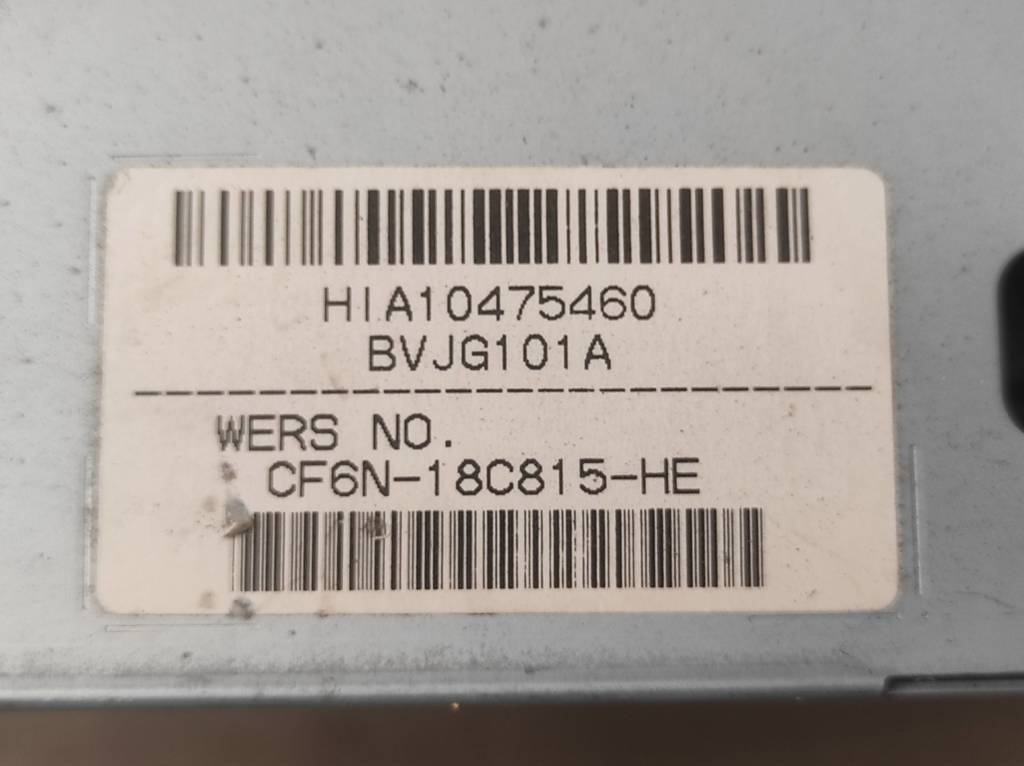 HIA10475460
BVJG101A
WERS NO.
CF6N-18C815-HE